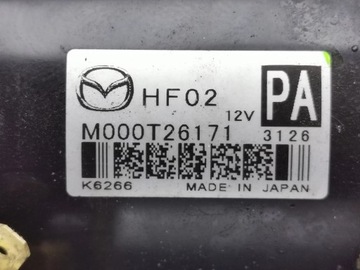 HF02 12V PA
M000T26171 3126
K6266 MADE IN JAPAN